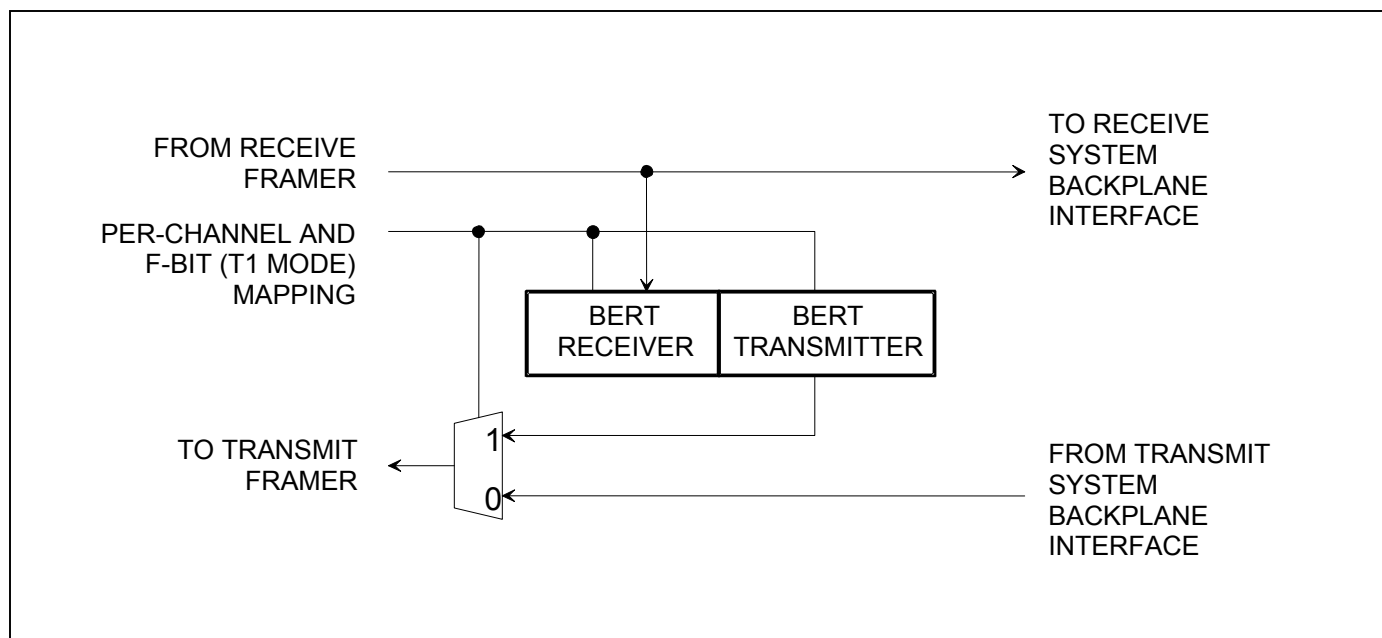 FROM RECEIVE
FRAMER
TO RECEIVE
SYSTEM
BACKPLANE
INTERFACE
PER-CHANNEL AND
F-BIT (T1 MODE)
MAPPING
BERT
RECEIVER
BERT
TRANSMITTER
TO TRANSMIT
FRAMER
1
0
FROM TRANSMIT
SYSTEM
BACKPLANE
INTERFACE